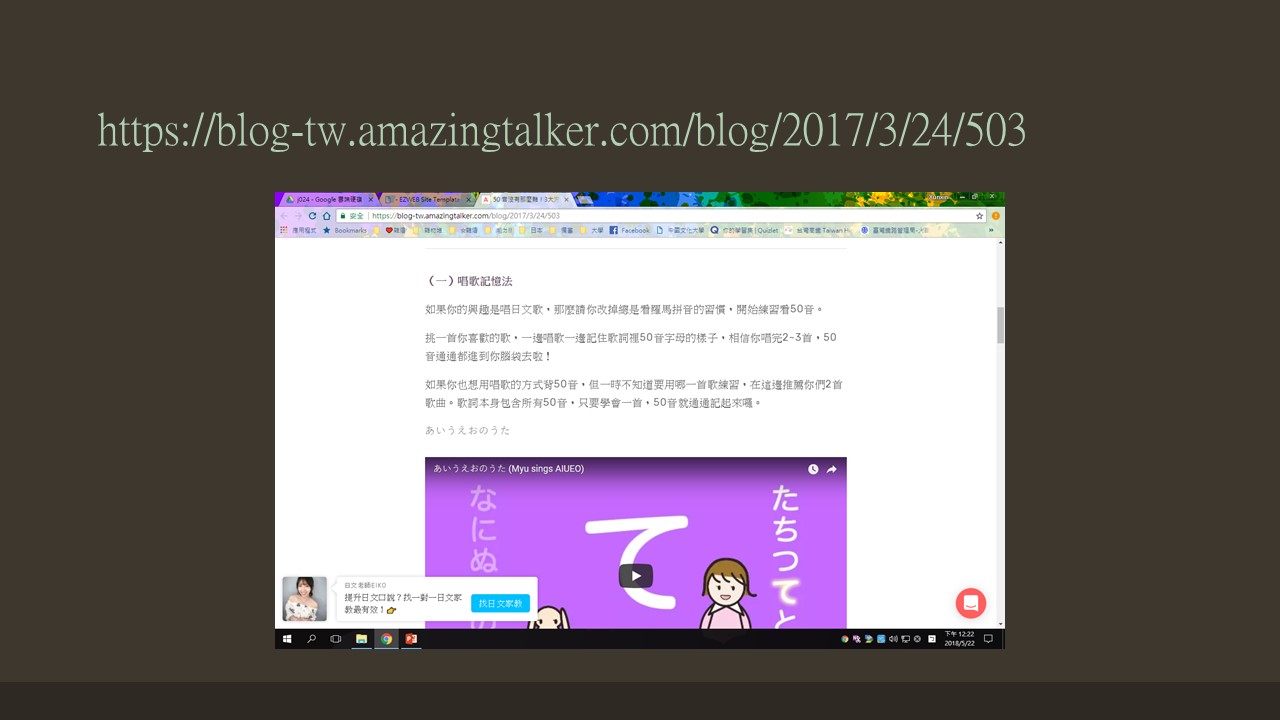 https://blog-tw.amazingtalker.com/blog/2017/3/24/503
j024 - Google 雲端硬碟
- EZWEB Site Template
50 音沒有那麼難！3大
安全 | https://blog-tw.amazingtalker.com/blog/2017/3/24/503
應用程式 Bookmarks 日本 大學 Facebook 中國文化大學 你的學習集 | Quizlet 台灣高鐵 Taiwan H
（一）唱歌記憶法
如果你的興趣是唱日文歌，那麼請你改掉總是看羅馬拼音的習慣，開始練習看50音。
挑一首你喜歡的歌，一邊唱歌一邊記住歌詞裡50音字母的樣子，相信你唱完2~3首，50
音通通都進到你腦袋去啦！
如果你也想用唱歌的方式背50音，但一時不知道要用哪一首歌練習，在這邊推薦你們2首
歌曲。歌詞本身包含所有50音，只要學會一首，50音就通通記起來囉。
あいうえおのうた
あいうえおのうた (Myu sings AIUEO)
たちつてと
て
なにぬ
の
日文老師EIKO
提升日文口說？找一對一日文家
教最有效！👉
找日文家教
下午 12:22
2018/5/22